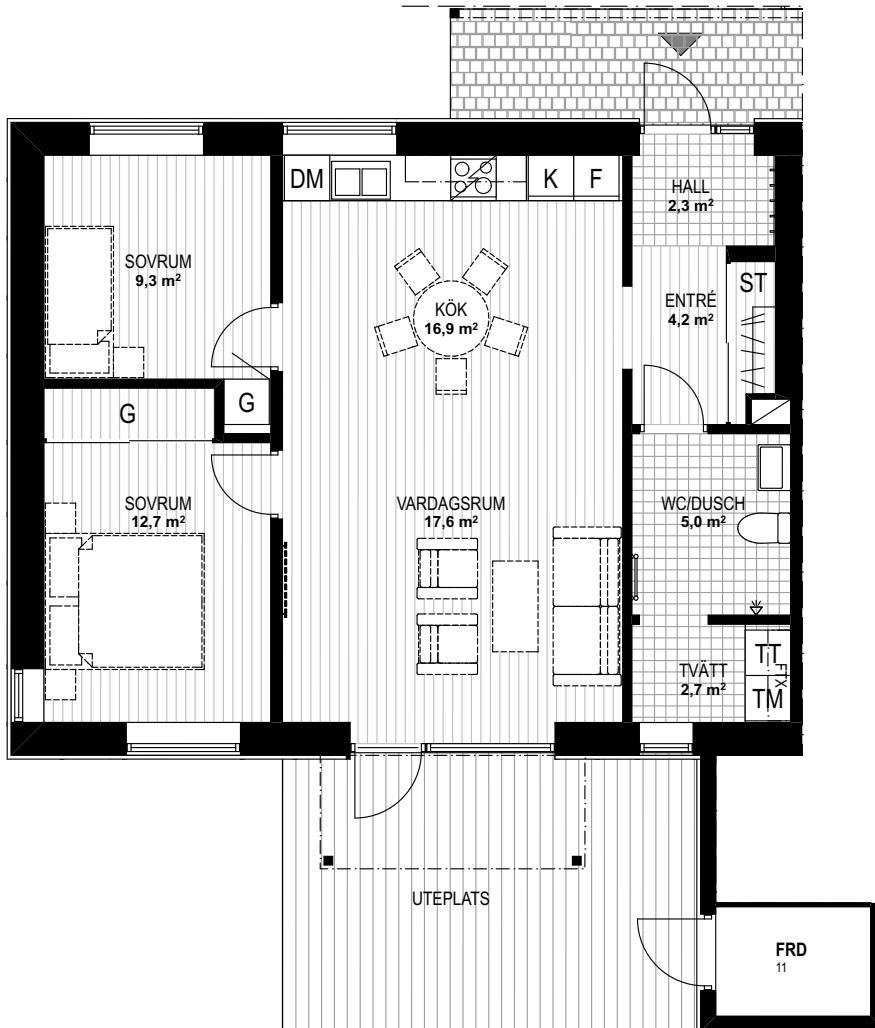 DM
K
F
HALL
2,3 m²
SOVRUM
9,3 m²
ST
ENTRÉ
4,2 m²
KÖK
16,9 m²
G
G
SOVRUM
12,7 m²
VARDAGSRUM
17,6 m²
WC/DUSCH
5,0 m²
TT
FTX
TVÄTT
2,7 m²
TM
UTEPLATS
FRD
11